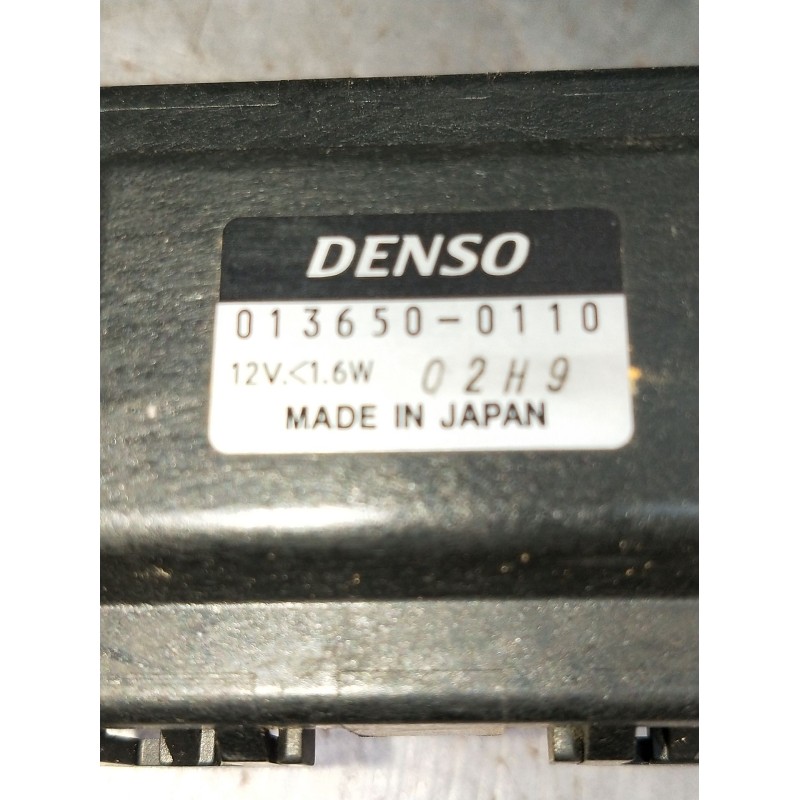 DENSO
013650-0110
12V.<1.6W 02H9
MADE IN JAPAN